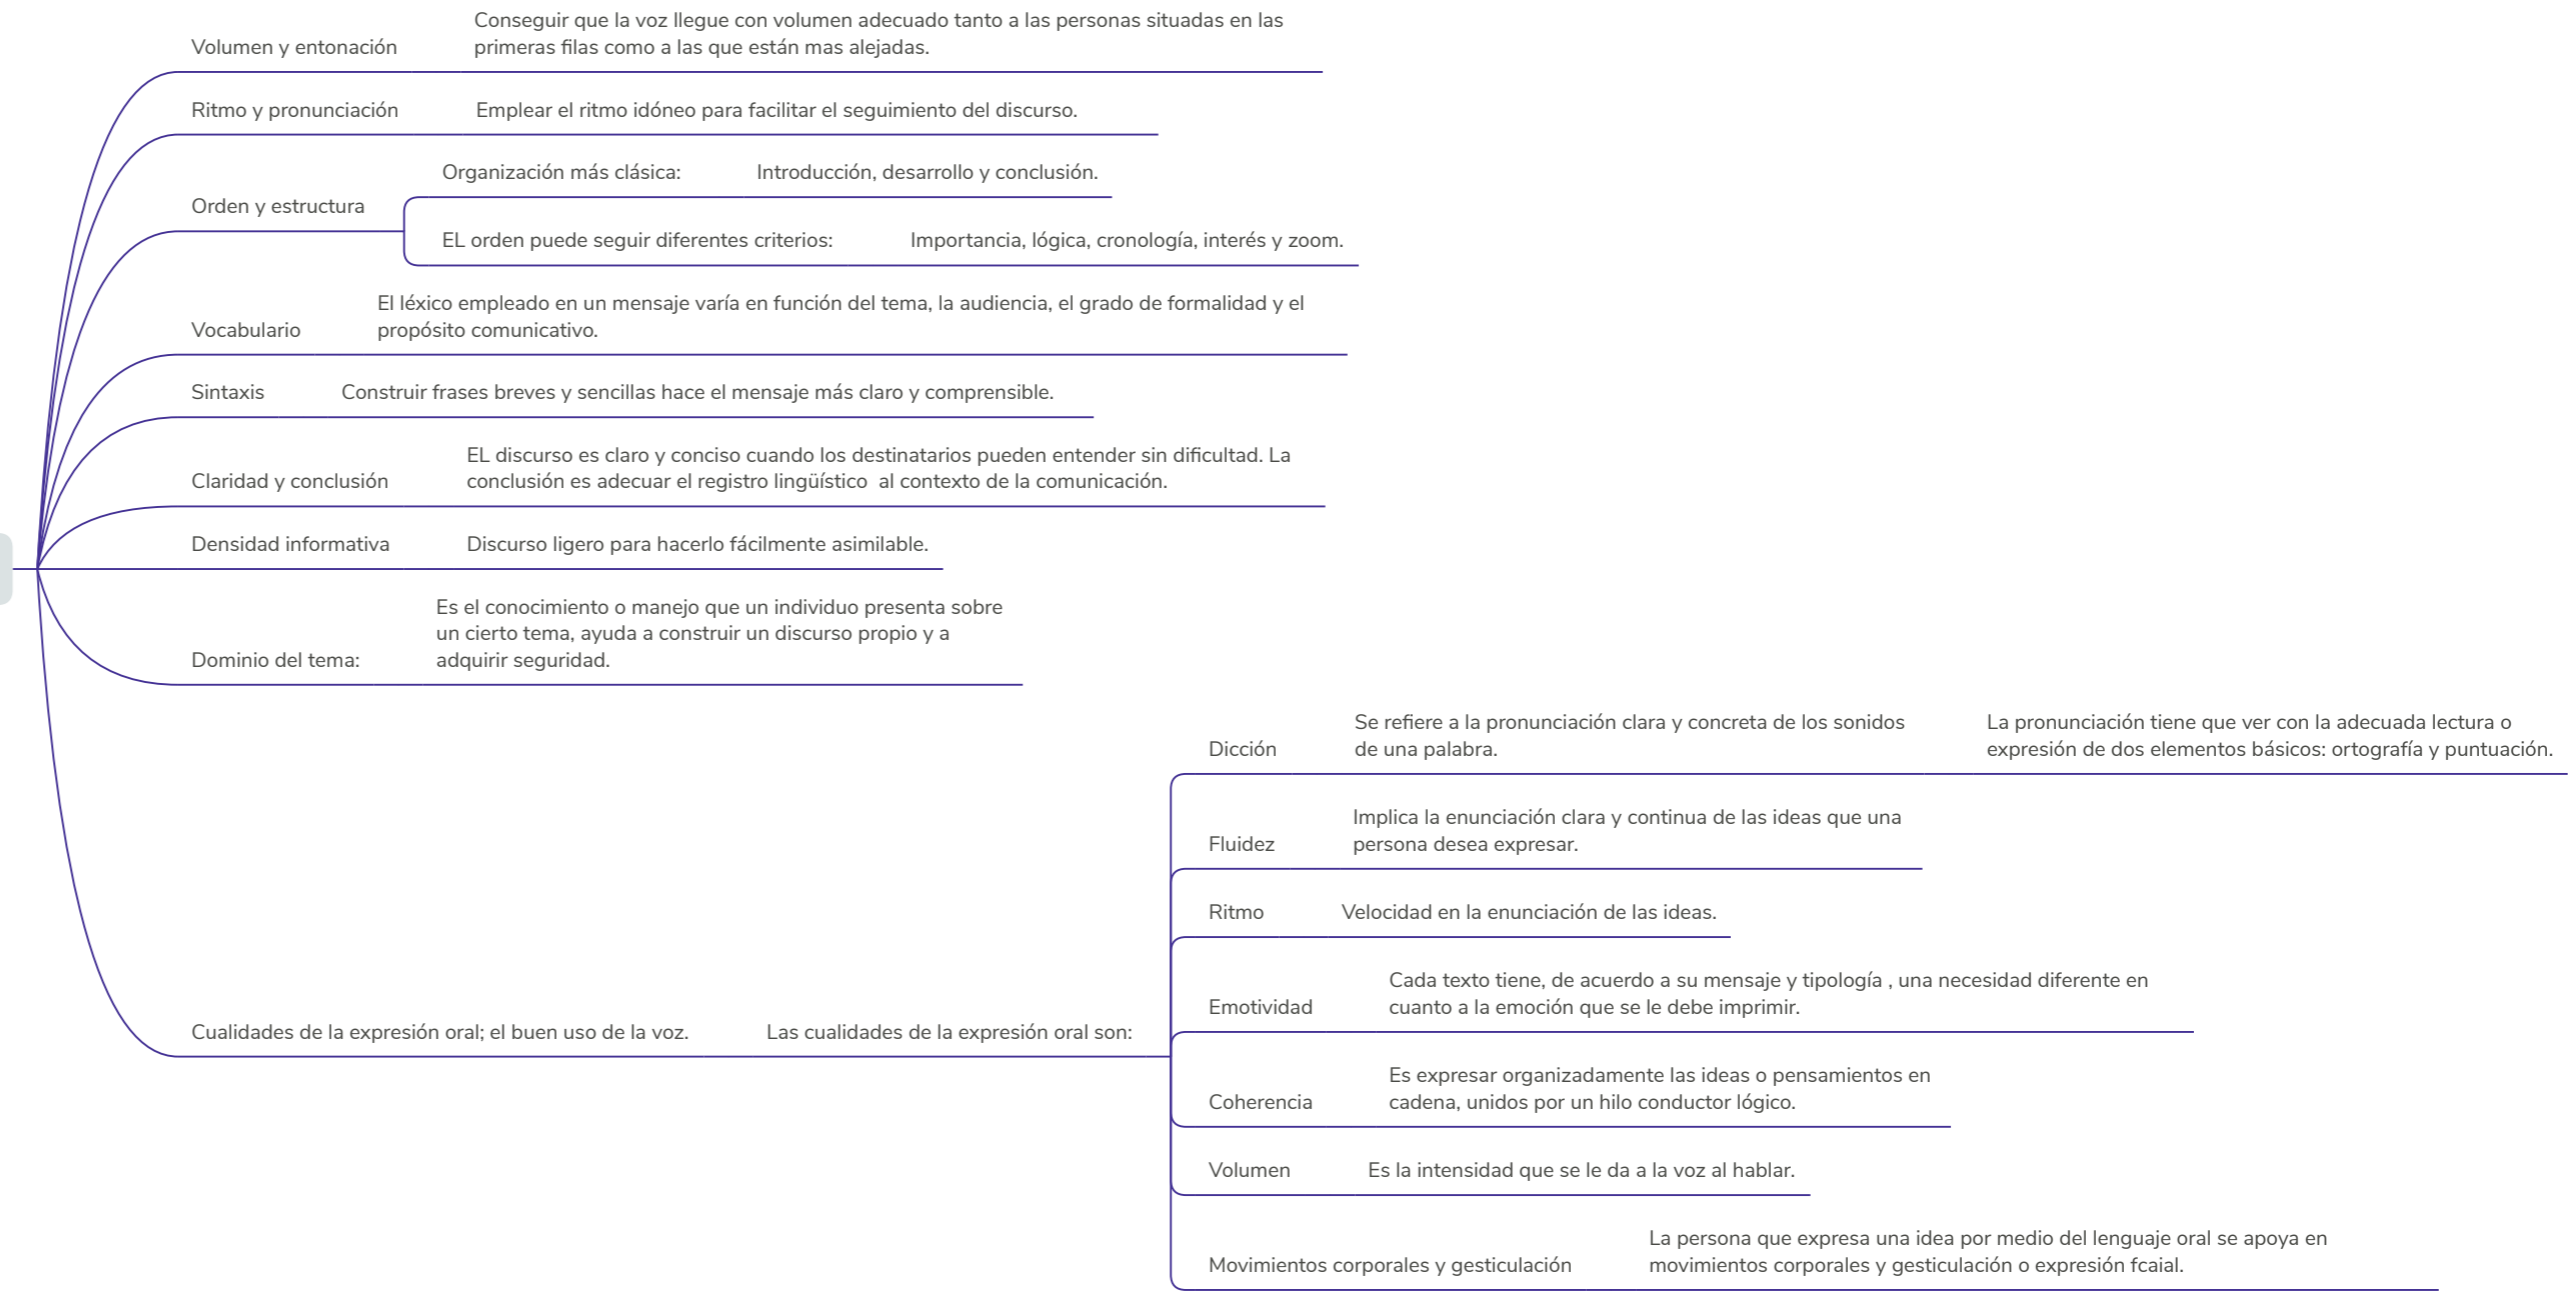 Volumen y entonación
Conseguir que la voz llegue con volumen adecuado tanto a las personas situadas en las
primeras filas como a las que están mas alejadas.
Ritmo y pronunciación
Emplear el ritmo idóneo para facilitar el seguimiento del discurso.
Orden y estructura
Organización más clásica:
Introducción, desarrollo y conclusión.
EL orden puede seguir diferentes criterios:
Importancia, lógica, cronología, interés y zoom.
Vocabulario
El léxico empleado en un mensaje varía en función del tema, la audiencia, el grado de formalidad y el
propósito comunicativo.
Sintaxis
Construir frases breves y sencillas hace el mensaje más claro y comprensible.
Claridad y conclusión
EL discurso es claro y conciso cuando los destinatarios pueden entender sin dificultad. La
conclusión es adecuar el registro lingüístico  al contexto de la comunicación.
Densidad informativa
Discurso ligero para hacerlo fácilmente asimilable.
Dominio del tema:
Es el conocimiento o manejo que un individuo presenta sobre
un cierto tema, ayuda a construir un discurso propio y a
adquirir seguridad.
Cualidades de la expresión oral; el buen uso de la voz.
Las cualidades de la expresión oral son:
Dicción
Se refiere a la pronunciación clara y concreta de los sonidos
de una palabra.
La pronunciación tiene que ver con la adecuada lectura o
expresión de dos elementos básicos: ortografía y puntuación.
Fluidez
Implica la enunciación clara y continua de las ideas que una
persona desea expresar.
Ritmo
Velocidad en la enunciación de las ideas.
Emotividad
Cada texto tiene, de acuerdo a su mensaje y tipología , una necesidad diferente en
cuanto a la emoción que se le debe imprimir.
Coherencia
Es expresar organizadamente las ideas o pensamientos en
cadena, unidos por un hilo conductor lógico.
Volumen
Es la intensidad que se le da a la voz al hablar.
Movimientos corporales y gesticulación
La persona que expresa una idea por medio del lenguaje oral se apoya en
movimientos corporales y gesticulación o expresión fcaial.